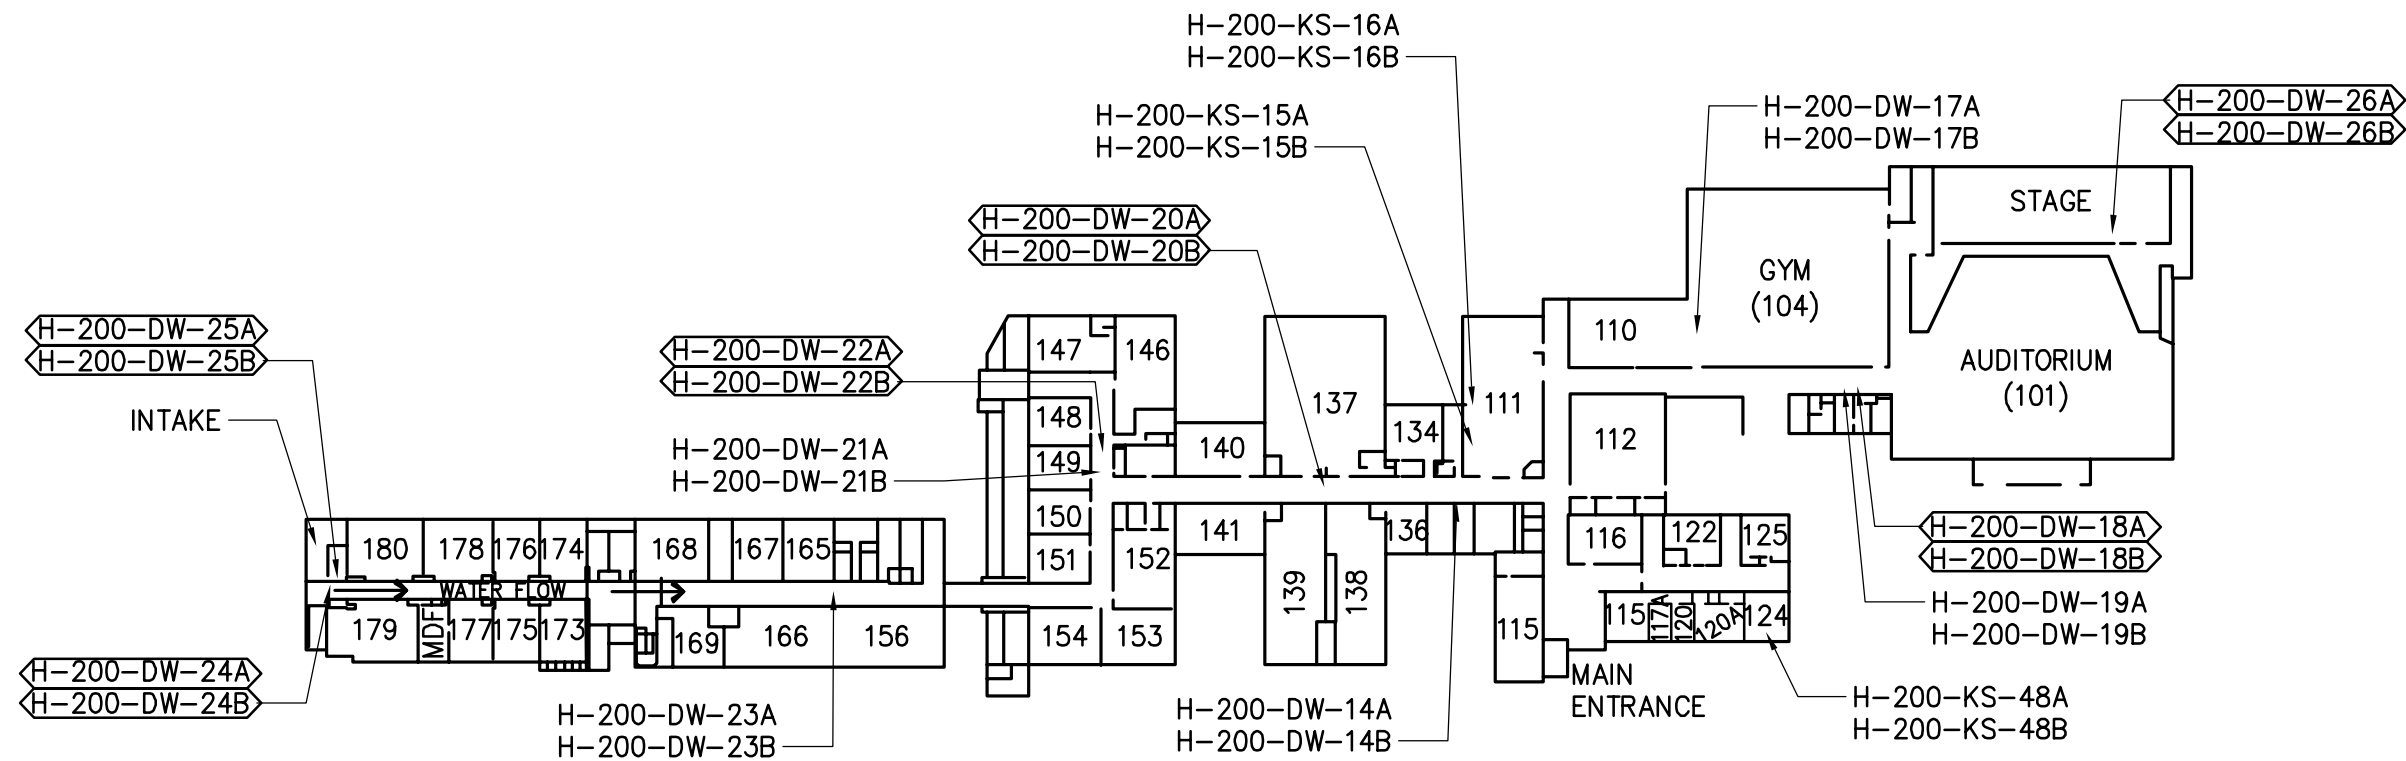 H-200-KS-16A
H-200-KS-16B
H-200-KS-15A
H-200-KS-15B
H-200-DW-17A
H-200-DW-17B
H-200-DW-26A
H-200-DW-26B
STAGE
H-200-DW-20A
H-200-DW-20B
GYM
(104)
H-200-DW-25A
H-200-DW-25B
H-200-DW-22A
H-200-DW-22B
147
146
110
AUDITORIUM
(101)
INTAKE
148
137
134
111
112
H-200-DW-21A
H-200-DW-21B
149
140
150
141
136
116
122
125
H-200-DW-18A
H-200-DW-18B
180
178
176
174
168
167
165
151
152
WATER FLOW
139
138
H-200-DW-19A
H-200-DW-19B
179
MDF
177
175
173
169
166
156
154
153
115
115
117A
120
120A
124
H-200-DW-24A
H-200-DW-24B
MAIN
ENTRANCE
H-200-DW-23A
H-200-DW-23B
H-200-DW-14A
H-200-DW-14B
H-200-KS-48A
H-200-KS-48B